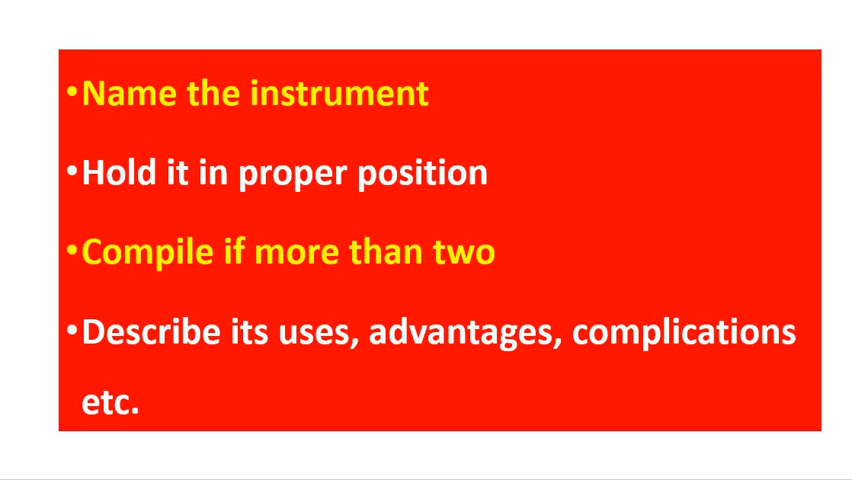 •Name the instrument
•Hold it in proper position
•Compile if more than two
•Describe its uses, advantages, complications
etc.